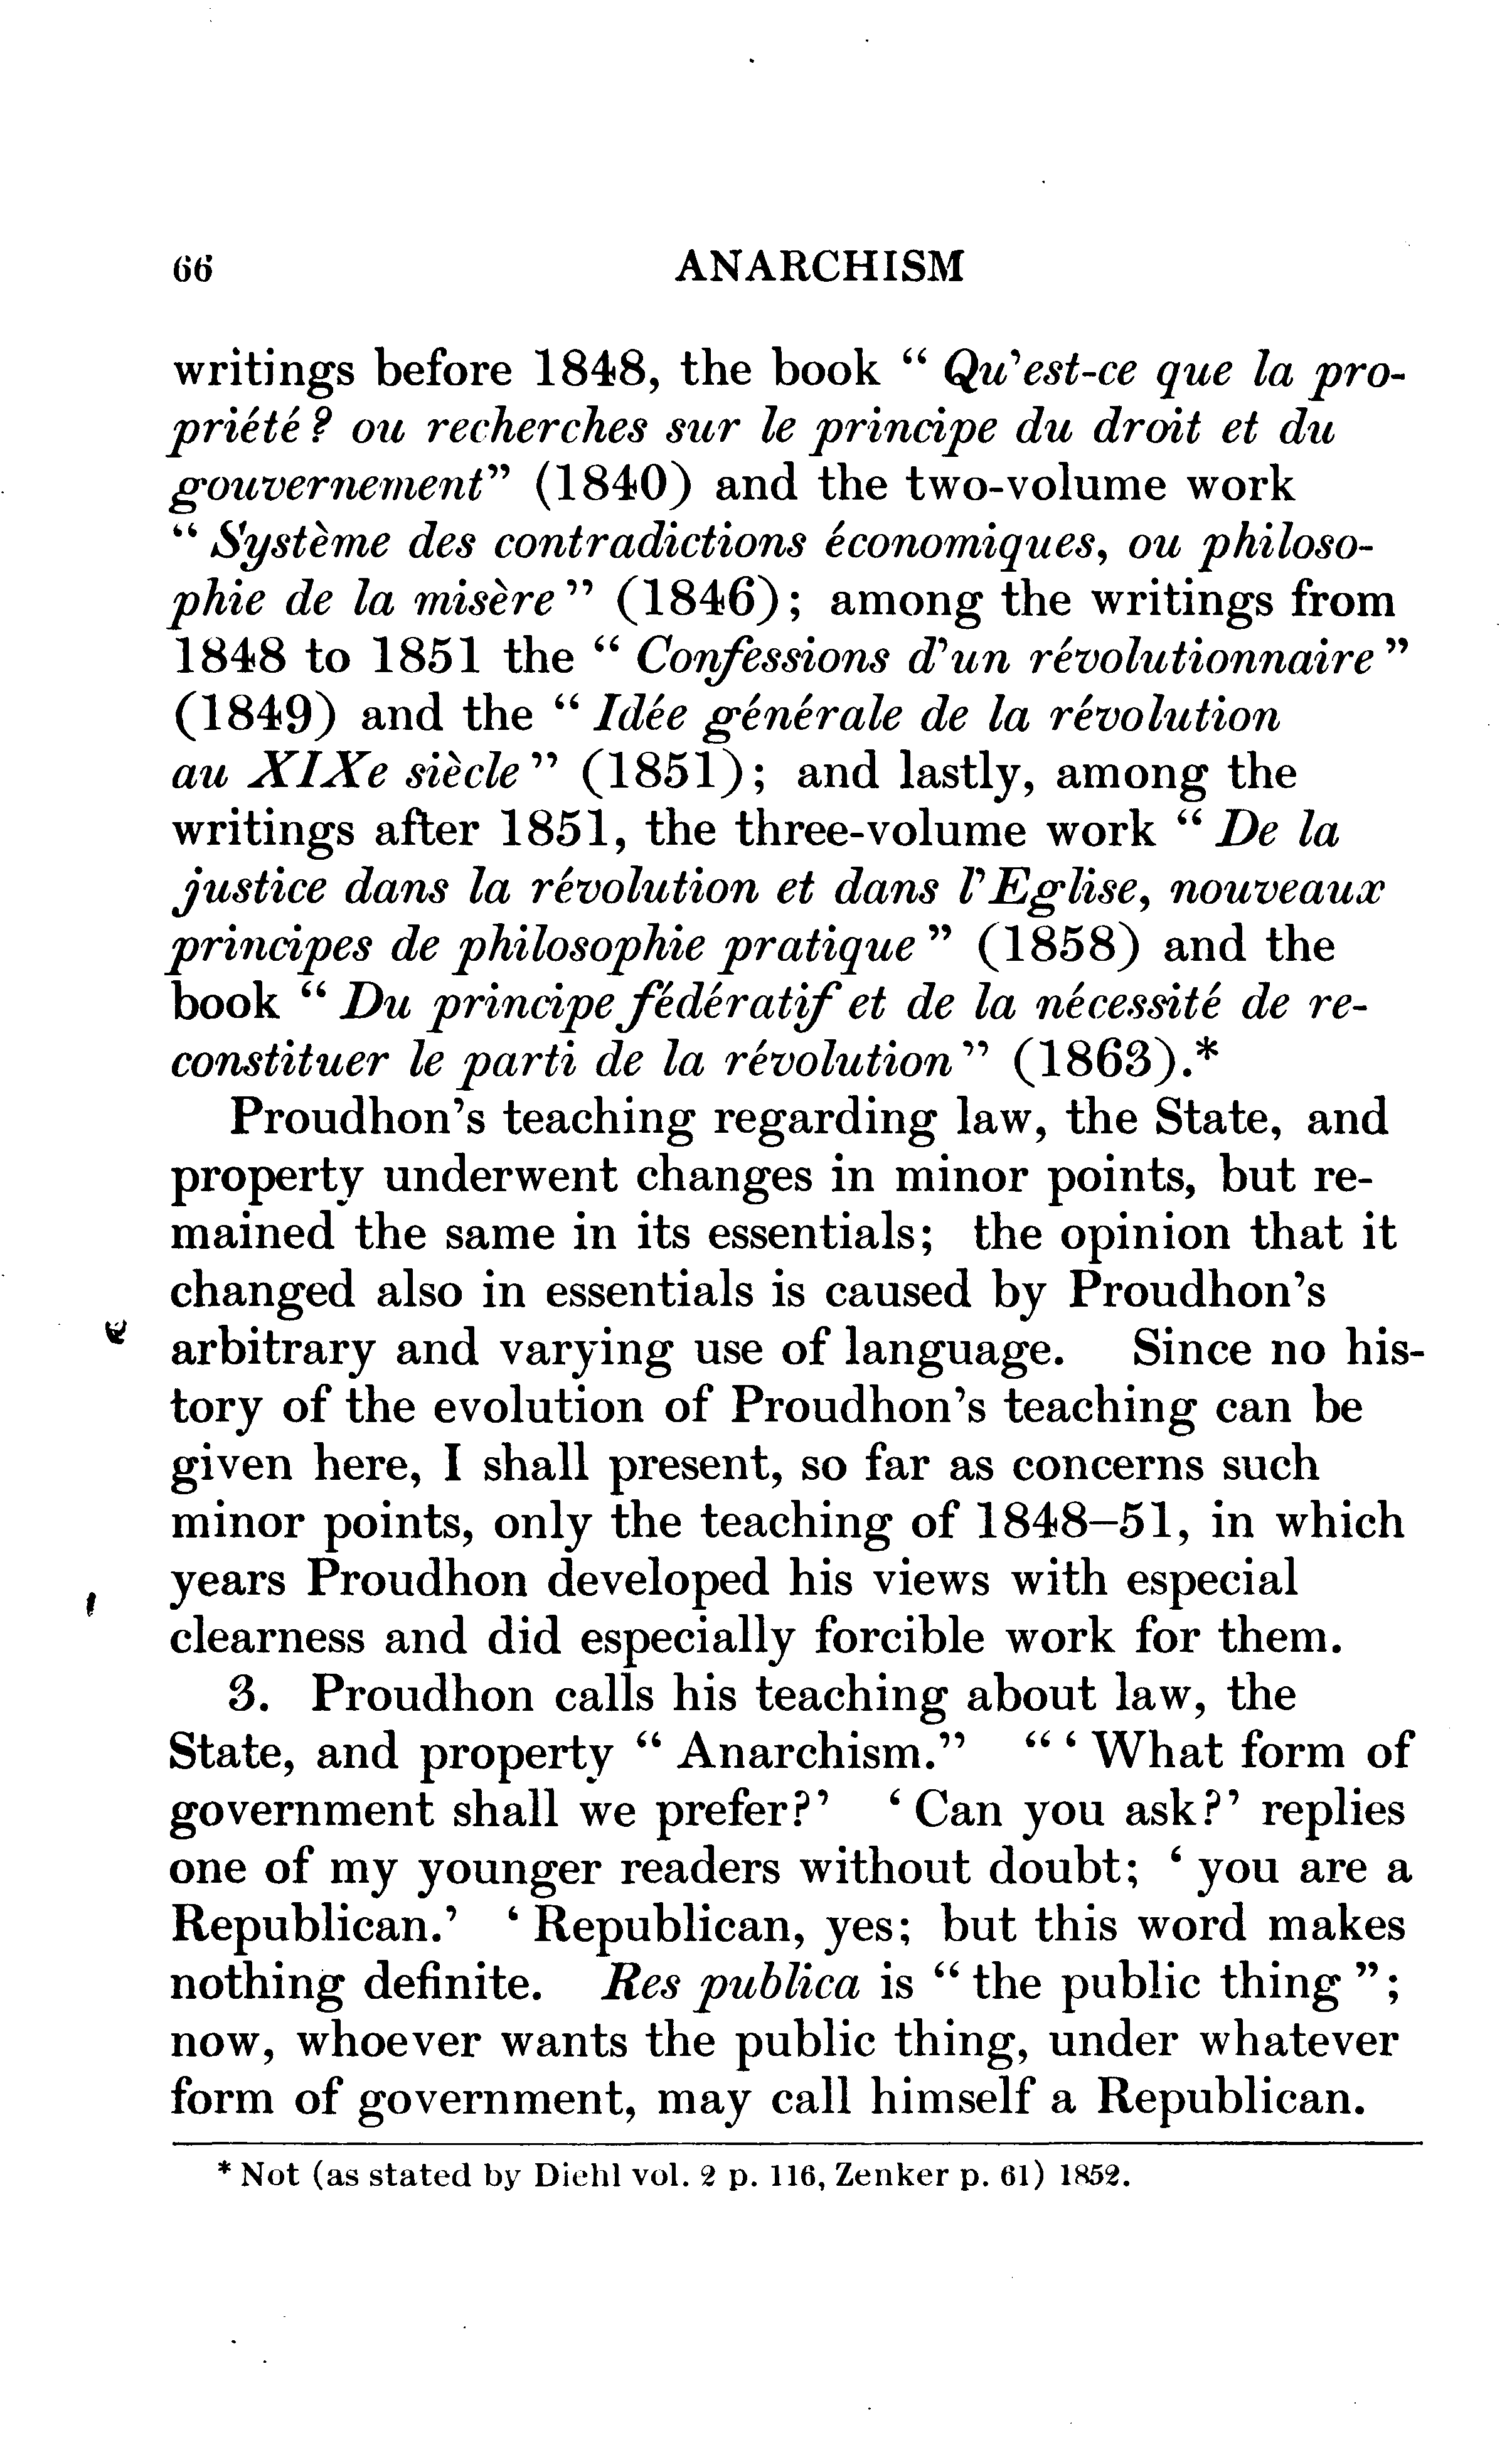 66 ANARCHISM
writings before 1848, the book “ Qu’est-ce que la pro-
priété ? ou recherches sur le principe du droit et du
gouvernement” (1840) and the two-volume work
“ Système des contradictions économiques, ou philoso-
phie de la misère ” (1846); among the writings from
1848 to 1851 the “ Confessions d’un révolutionnaire ”
(1849) and the “ Idée générale de la révolution
au XIXe siècle ” (1851); and lastly, among the
writings after 1851, the three-volume work “ De la
justice dans la révolution et dans l’Eglise, nouveaux
principes de philosophie pratique ” (1858) and the
book “ Du principe fédératif et de la nécessité de re-
constituer le parti de la révolution ” (1863).*
Proudhon’s teaching regarding law, the State, and
property underwent changes in minor points, but re-
mained the same in its essentials; the opinion that it
changed also in essentials is caused by Proudhon’s
arbitrary and varying use of language. Since no his-
tory of the evolution of Proudhon’s teaching can be
given here, I shall present, so far as concerns such
minor points, only the teaching of 1848–51, in which
years Proudhon developed his views with especial
clearness and did especially forcible work for them.
3. Proudhon calls his teaching about law, the
State, and property “ Anarchism.” “ ‘ What form of
government shall we prefer?’ ‘ Can you ask?’ replies
one of my younger readers without doubt; ‘ you are a
Republican.’ ‘ Republican, yes; but this word makes
nothing definite. Res publica is “ the public thing ”;
now, whoever wants the public thing, under whatever
form of government, may call himself a Republican.
* Not (as stated by Diehl vol. 2 p. 116, Zenker p. 61) 1852.